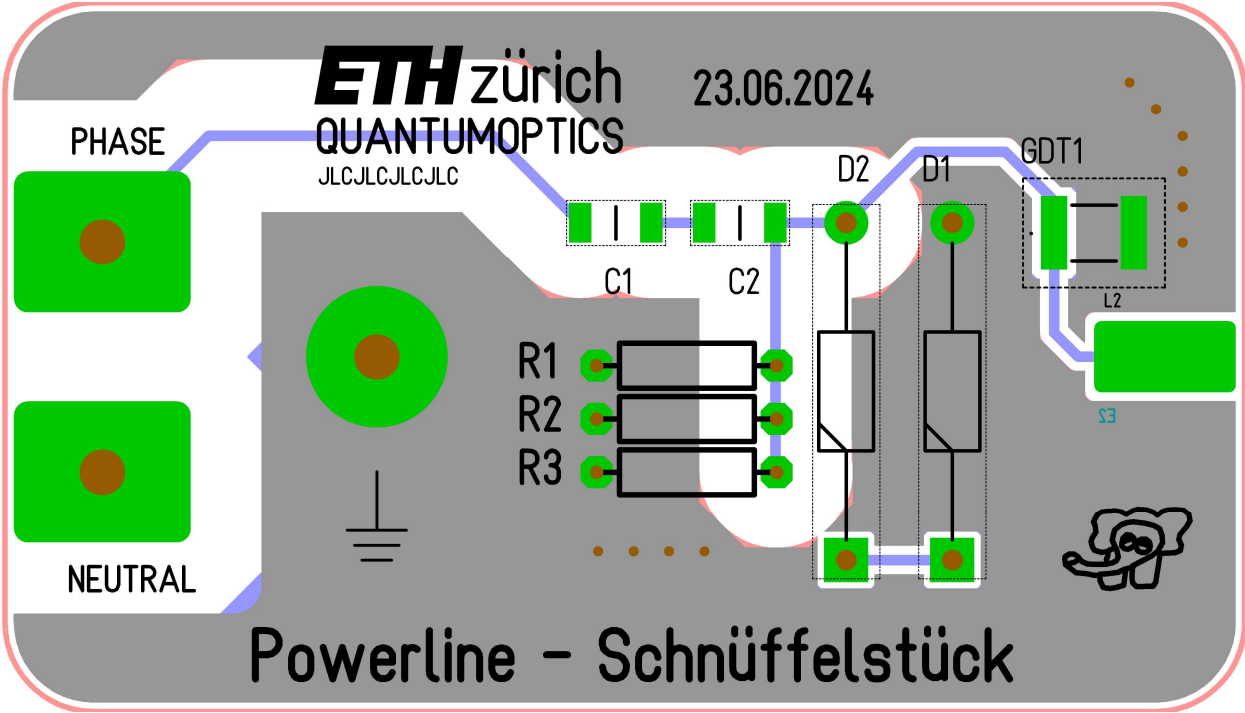 ETH zürich
23.06.2024
QUANTUMOPTICS
PHASE
JLCJLCJLCJLC
D2
D1
GDT1
C1
C2
L2
R1
R2
R3
E2
NEUTRAL
Powerline - Schnüffelstück